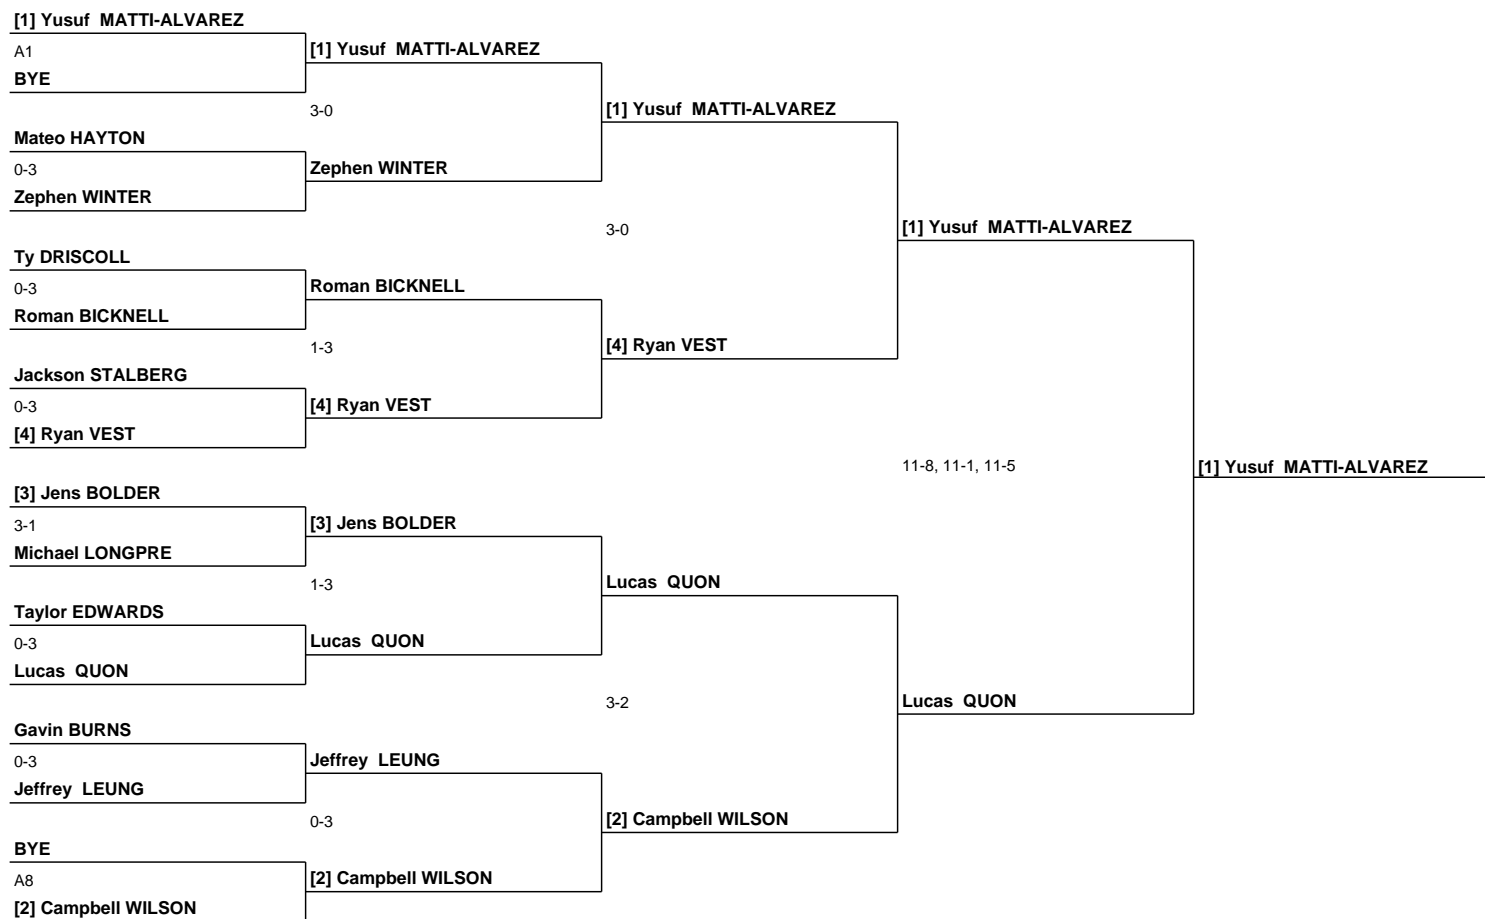 [1] Yusuf  MATTI-ALVAREZ
A1
[1] Yusuf  MATTI-ALVAREZ
BYE
3-0
[1] Yusuf  MATTI-ALVAREZ
Mateo HAYTON
0-3
Zephen WINTER
Zephen WINTER
3-0
[1] Yusuf  MATTI-ALVAREZ
Ty DRISCOLL
0-3
Roman BICKNELL
Roman BICKNELL
1-3
[4] Ryan VEST
Jackson STALBERG
0-3
[4] Ryan VEST
[4] Ryan VEST
11-8, 11-1, 11-5
[1] Yusuf  MATTI-ALVAREZ
[3] Jens BOLDER
3-1
[3] Jens BOLDER
Michael LONGPRE
1-3
Lucas  QUON
Taylor EDWARDS
0-3
Lucas  QUON
Lucas  QUON
3-2
Lucas  QUON
Gavin BURNS
0-3
Jeffrey  LEUNG
Jeffrey  LEUNG
0-3
[2] Campbell WILSON
BYE
A8
[2] Campbell WILSON
[2] Campbell WILSON